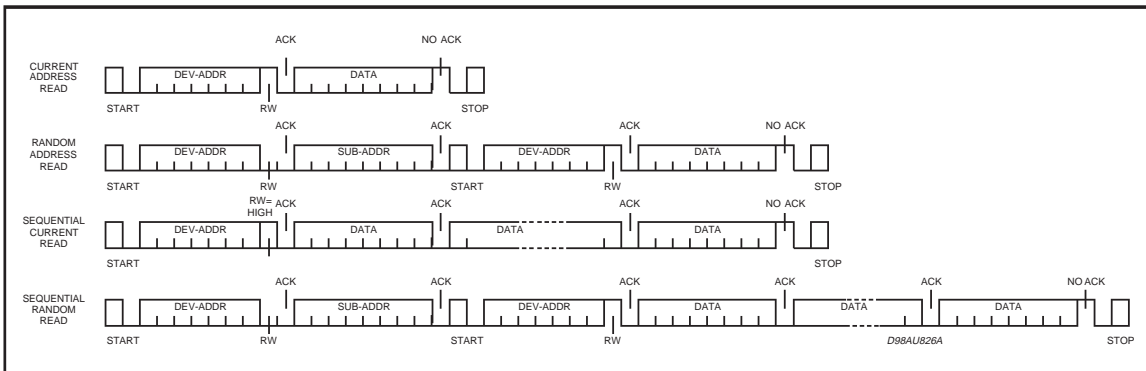 ACK NO ACK
CURRENT
ADDRESS
READ
DEV-ADDR DATA
START RW STOP
ACK ACK ACK NO ACK
RANDOM
ADDRESS
READ
DEV-ADDR SUB-ADDR DEV-ADDR DATA
START RW START RW STOP
RW=
HIGH
ACK ACK ACK NO ACK
SEQUENTIAL
CURRENT
READ
DEV-ADDR DATA DATA DATA
START STOP
ACK ACK ACK ACK ACK NO ACK
SEQUENTIAL
RANDOM
READ
DEV-ADDR SUB-ADDR DEV-ADDR DATA DATA DATA
START RW START RW D98AU826A STOP